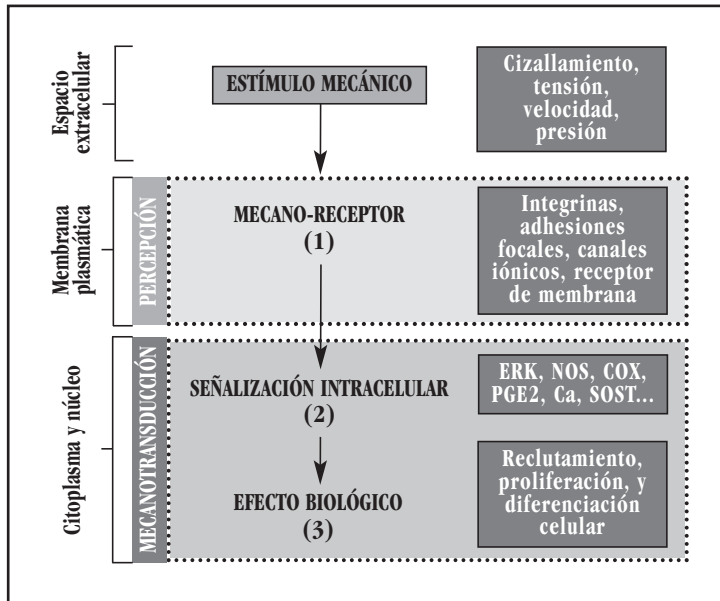 Espacio
extracelular
ESTÍMULO MECÁNICO
Cizallamiento,
tensión,
velocidad,
presión
Membrana
plasmática
PERCEPCIÓN
MECANO-RECEPTOR
(1)
Integrinas,
adhesiones
focales, canales
iónicos, receptor
de membrana
Citoplasma y núcleo
MECANOTRANSDUCCIÓN
SEÑALIZACIÓN INTRACELULAR
(2)
ERK, NOS, COX,
PGE2, Ca, SOST...
EFECTO BIOLÓGICO
(3)
Reclutamiento,
proliferación, y
diferenciación
celular